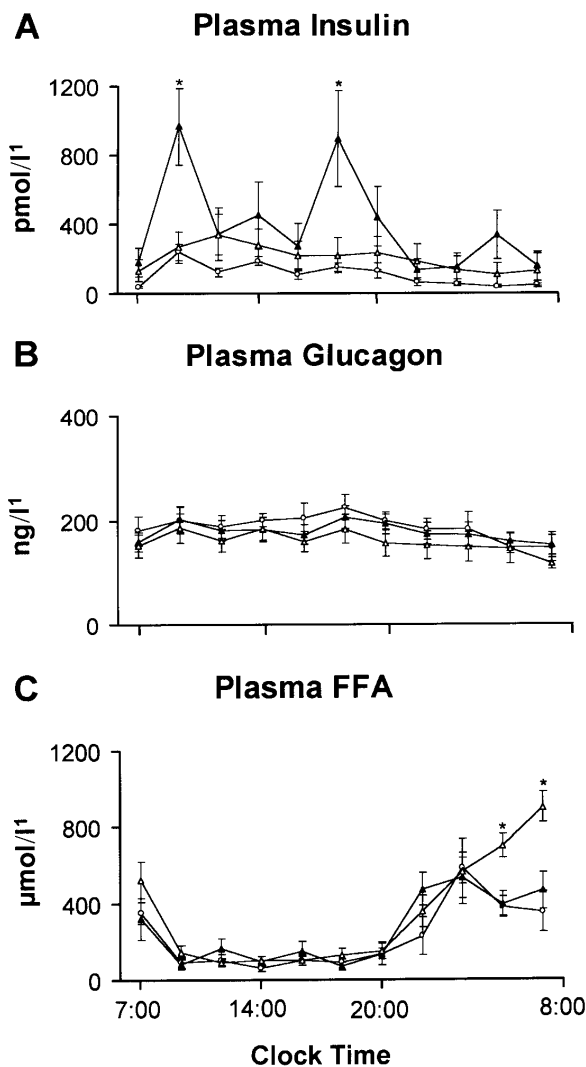 A Plasma Insulin
1200
*
*
800
pmol/l¹
400
0
B Plasma Glucagon
400
ng/l¹
200
0
C Plasma FFA
1200
*
800
*
µmol/l¹
400
0
7:00 14:00 20:00 8:00
Clock Time